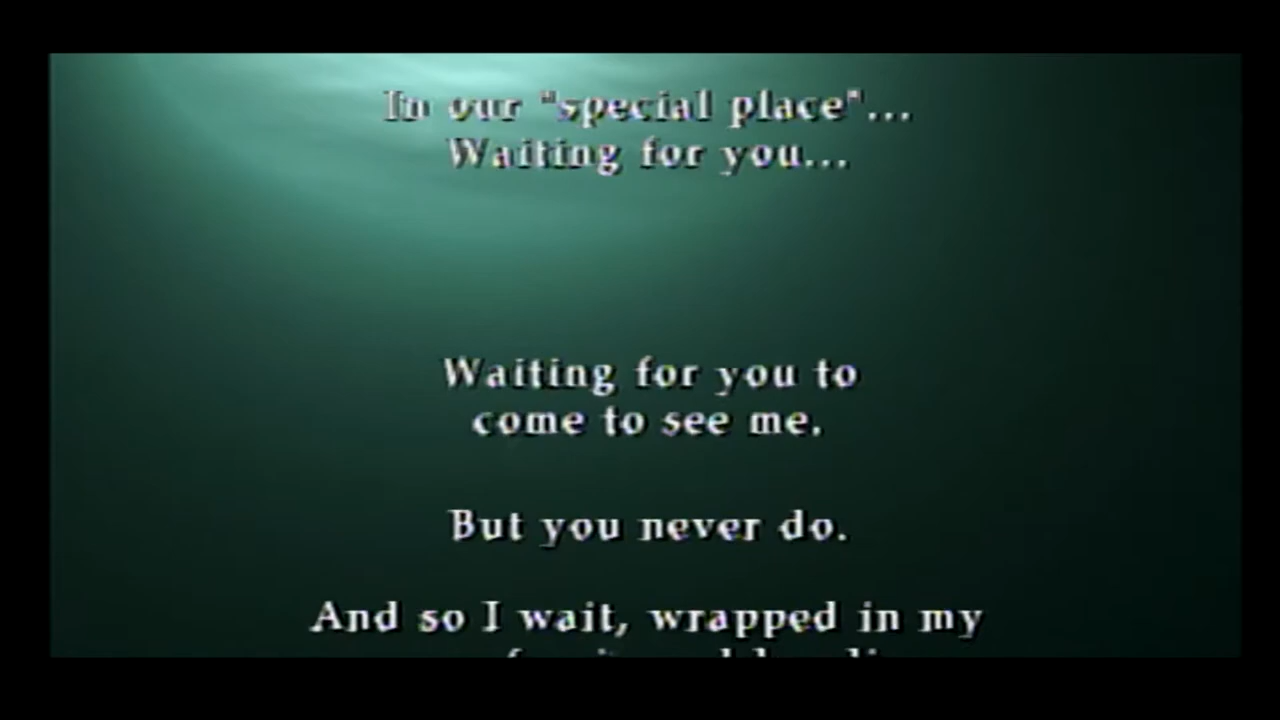 In our "special place"...
Waiting for you...
Waiting for you to
come to see me.
But you never do.
And so I wait, wrapped in my